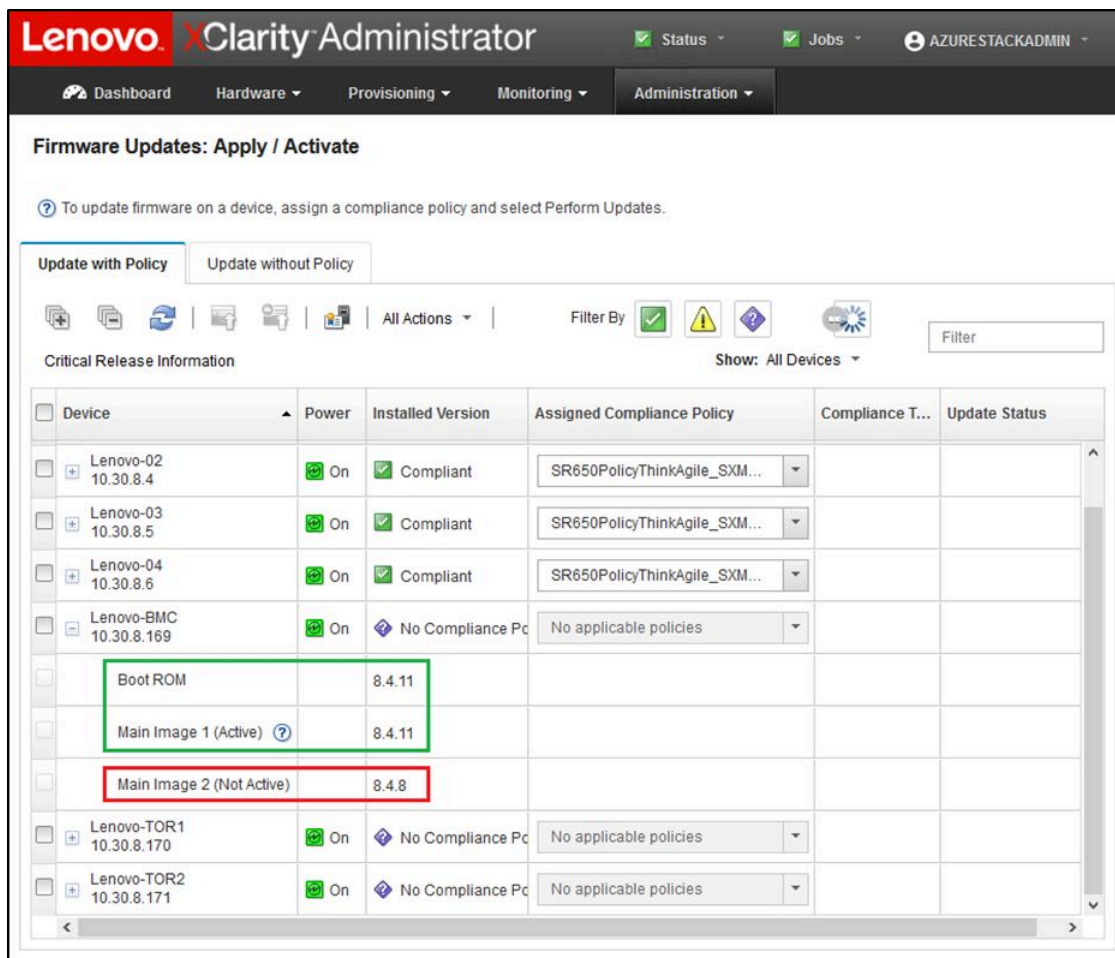 Lenovo. XClarity Administrator Status Jobs AZURESTACKADMIN
Dashboard Hardware Provisioning Monitoring Administration
Firmware Updates: Apply / Activate
? To update firmware on a device, assign a compliance policy and select Perform Updates.
Update with Policy Update without Policy
All Actions Filter By Filter
Critical Release Information Show: All Devices
Device Power Installed Version Assigned Compliance Policy Compliance T... Update Status
Lenovo-02
10.30.8.4 On Compliant SR650PolicyThinkAgile_SXM...
Lenovo-03
10.30.8.5 On Compliant SR650PolicyThinkAgile_SXM...
Lenovo-04
10.30.8.6 On Compliant SR650PolicyThinkAgile_SXM...
Lenovo-BMC
10.30.8.169 On ? No Compliance Po No applicable policies
Boot ROM 8.4.11
Main Image 1 (Active) ? 8.4.11
Main Image 2 (Not Active) 8.4.8
Lenovo-TOR1
10.30.8.170 On ? No Compliance Po No applicable policies
Lenovo-TOR2
10.30.8.171 On ? No Compliance Po No applicable policies